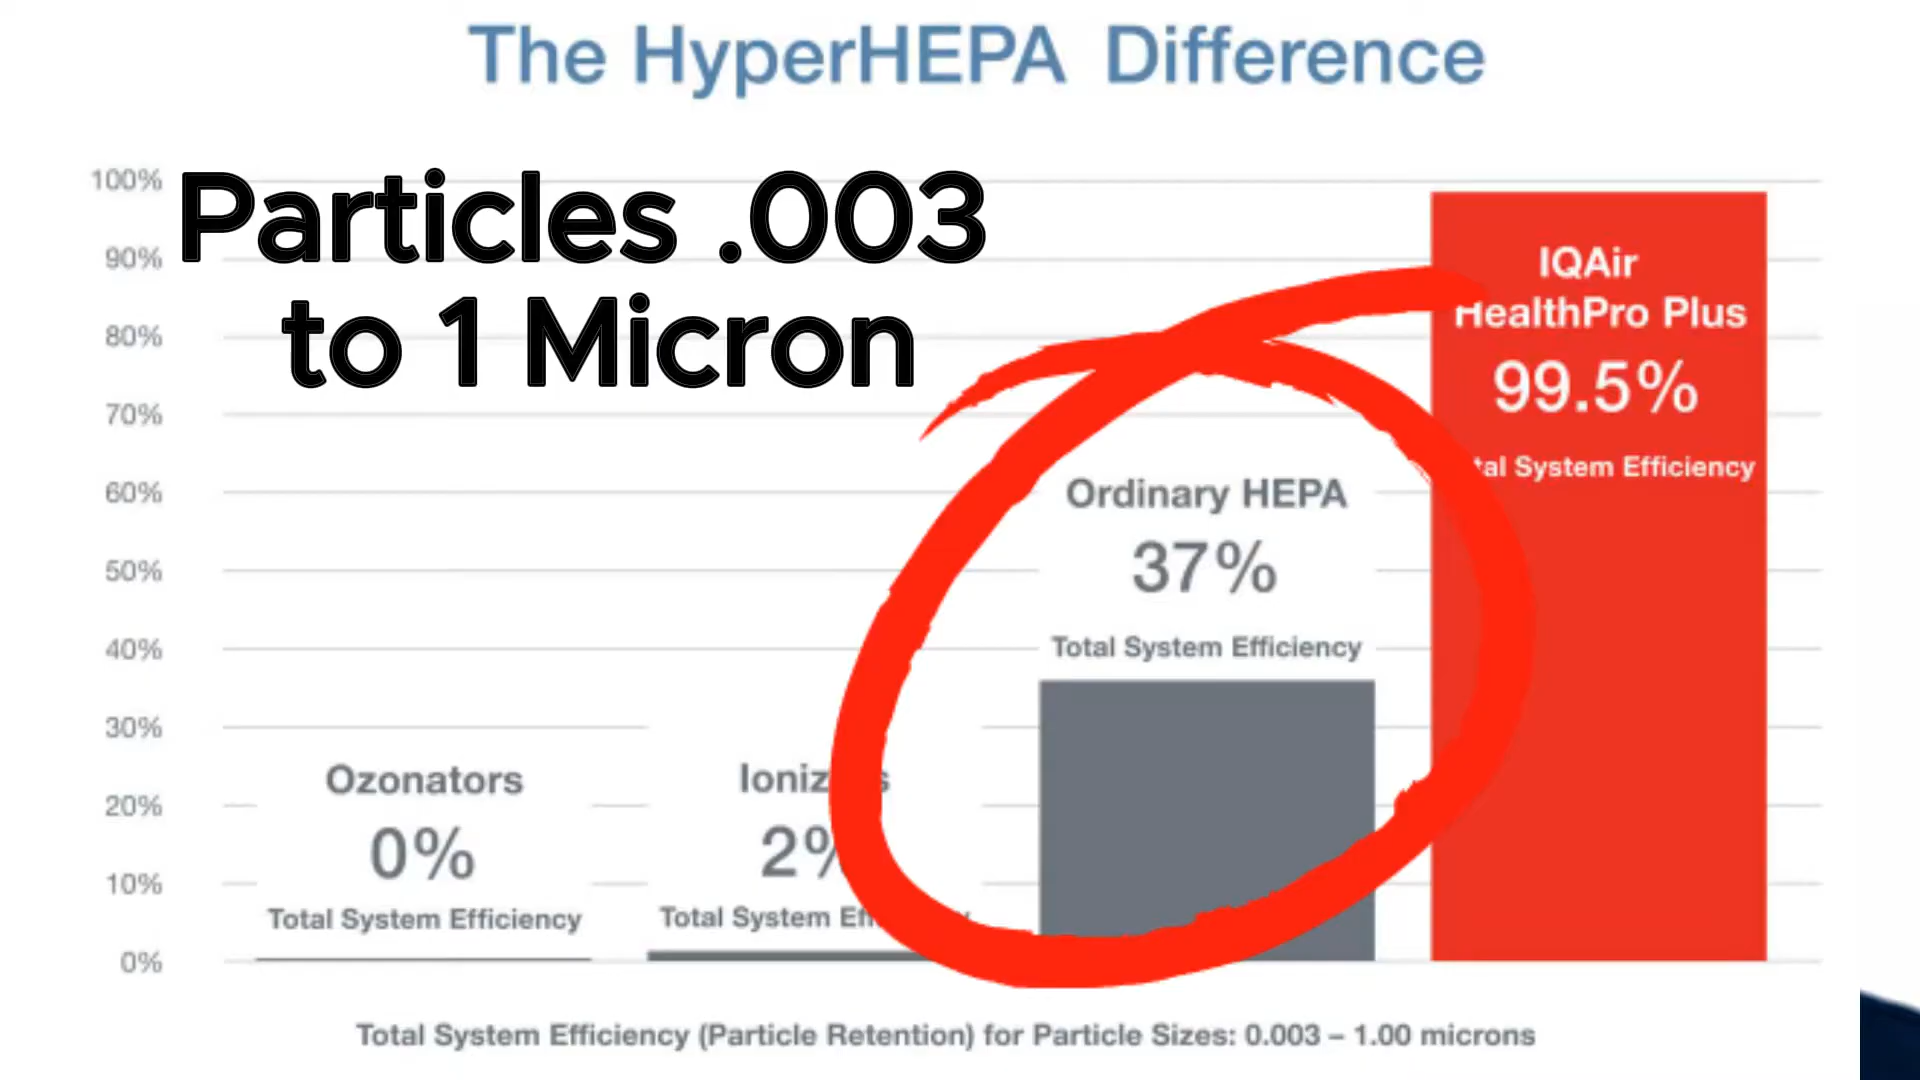 The HyperHEPA Difference
Particles .003
to 1 Micron
100%
90%
80%
70%
60%
50%
40%
30%
20%
10%
0%
Ozonators
0%
Total System Efficiency
2%
Total System
Ordinary HEPA
37%
Total System Efficiency
IQAir
HealthPro Plus
99.5%
System Efficiency
Total System Efficiency (Particle Retention) for Particle Sizes: 0.003 – 1.00 microns